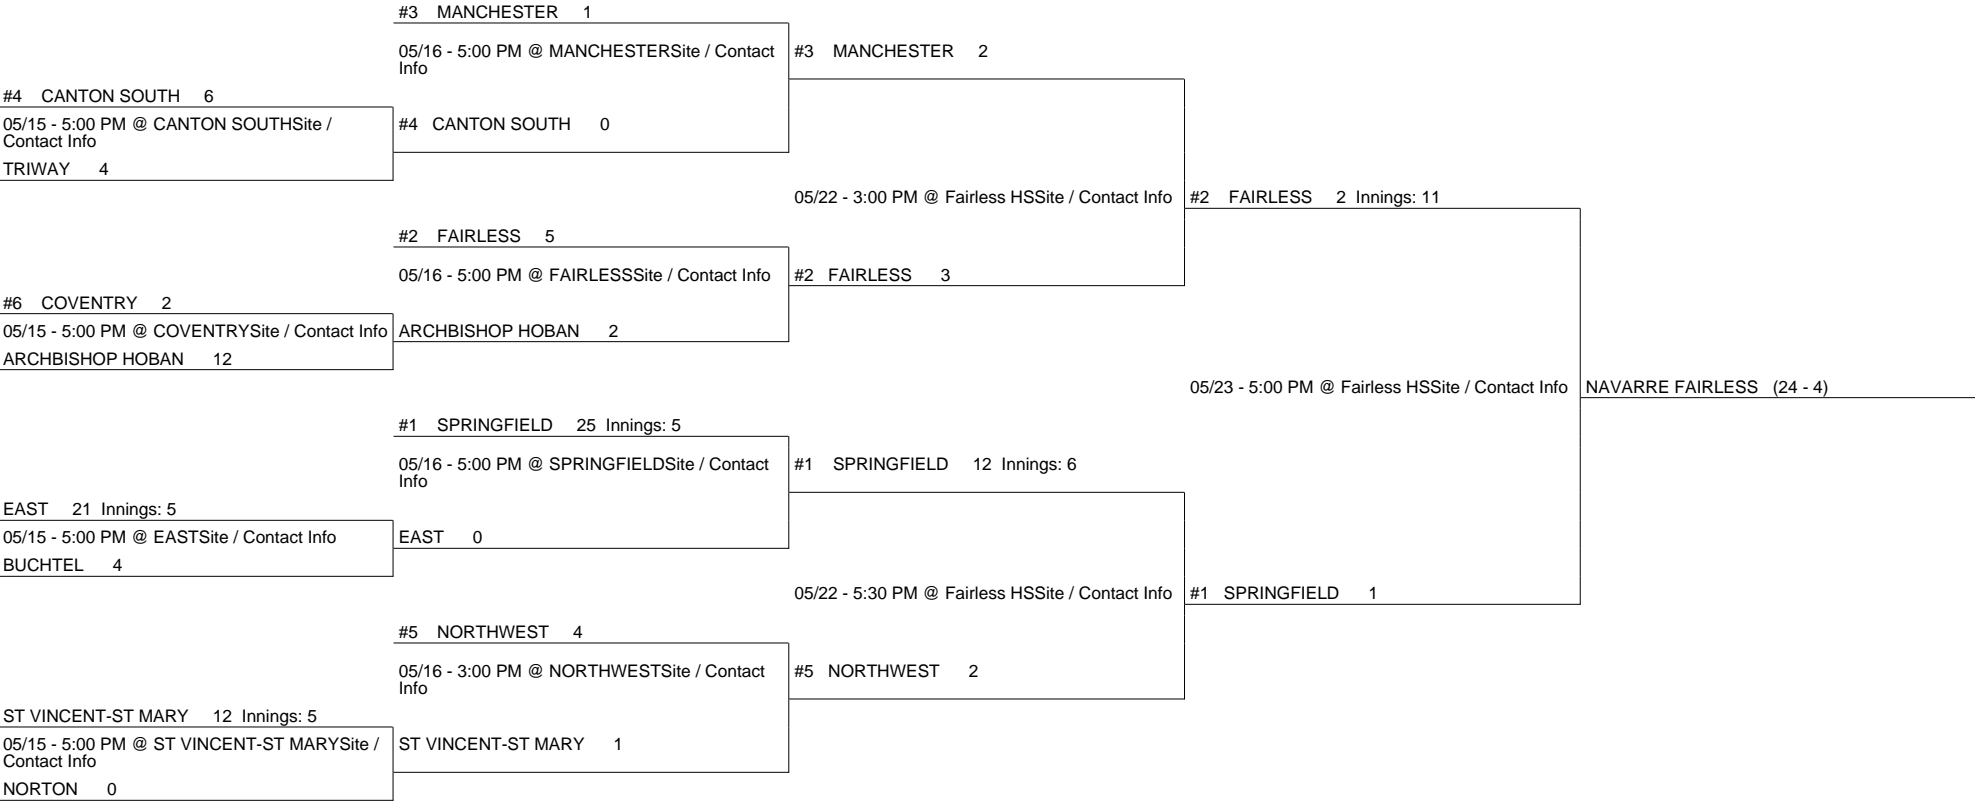 #3 MANCHESTER 1
05/16 - 5:00 PM @ MANCHESTERSite / Contact
Info
#3 MANCHESTER 2
#4 CANTON SOUTH 6
05/15 - 5:00 PM @ CANTON SOUTHSite /
Contact Info
#4 CANTON SOUTH 0
TRIWAY 4
05/22 - 3:00 PM @ Fairless HSSite / Contact Info
#2 FAIRLESS 2 Innings: 11
#2 FAIRLESS 5
05/16 - 5:00 PM @ FAIRLESSSite / Contact Info
#2 FAIRLESS 3
#6 COVENTRY 2
05/15 - 5:00 PM @ COVENTRYSite / Contact Info
ARCHBISHOP HOBAN 2
ARCHBISHOP HOBAN 12
05/23 - 5:00 PM @ Fairless HSSite / Contact Info
NAVARRE FAIRLESS (24 - 4)
#1 SPRINGFIELD 25 Innings: 5
05/16 - 5:00 PM @ SPRINGFIELDSite / Contact
Info
#1 SPRINGFIELD 12 Innings: 6
EAST 21 Innings: 5
05/15 - 5:00 PM @ EASTSite / Contact Info
EAST 0
BUCHTEL 4
05/22 - 5:30 PM @ Fairless HSSite / Contact Info
#1 SPRINGFIELD 1
#5 NORTHWEST 4
05/16 - 3:00 PM @ NORTHWESTSite / Contact
Info
#5 NORTHWEST 2
ST VINCENT-ST MARY 12 Innings: 5
05/15 - 5:00 PM @ ST VINCENT-ST MARYSite /
Contact Info
ST VINCENT-ST MARY 1
NORTON 0